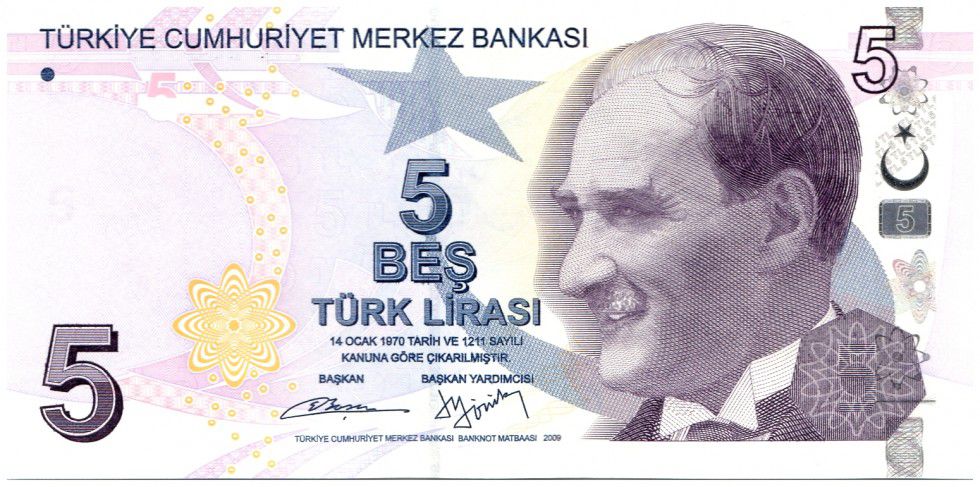 TÜRKİYE CUMHURİYET MERKEZ BANKASI
5
5
5
BEŞ
5
TÜRK LİRASI
14 OCAK 1970 TARİH VE 1211 SAYILI
KANUNA GÖRE ÇIKARILMIŞTIR.
5
BAŞKAN BAŞKAN YARDIMCISI
TÜRKİYE CUMHURİYET MERKEZ BANKASI BANKNOT MATBAASI 2009